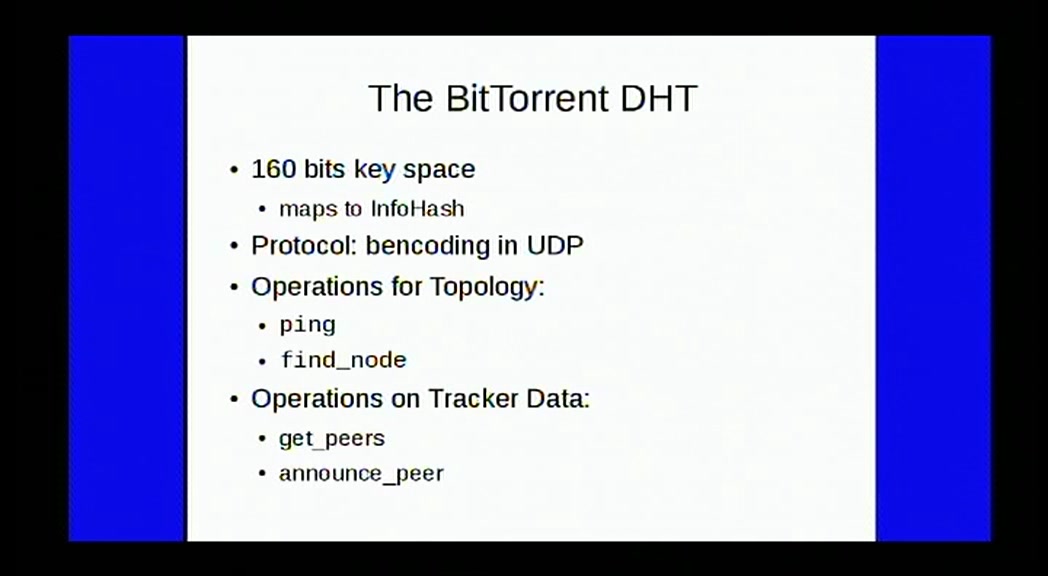 The BitTorrent DHT
• 160 bits key space
• maps to InfoHash
• Protocol: bencoding in UDP
• Operations for Topology:
• ping
• find_node
• Operations on Tracker Data:
• get_peers
• announce_peer